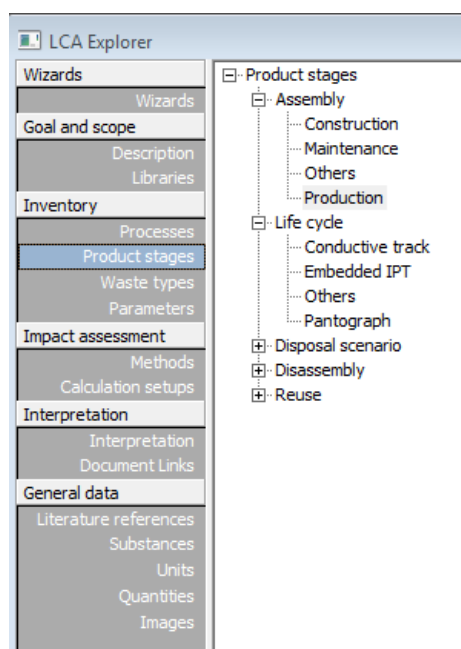 LCA Explorer
Wizards
Wizards
Goal and scope
Description
Libraries
Inventory
Processes
Product stages
Waste types
Parameters
Impact assessment
Methods
Calculation setups
Interpretation
Interpretation
Document Links
General data
Literature references
Substances
Units
Quantities
Images
Product stages
Assembly
Construction
Maintenance
Others
Production
Life cycle
Conductive track
Embedded IPT
Others
Pantograph
Disposal scenario
Disassembly
Reuse